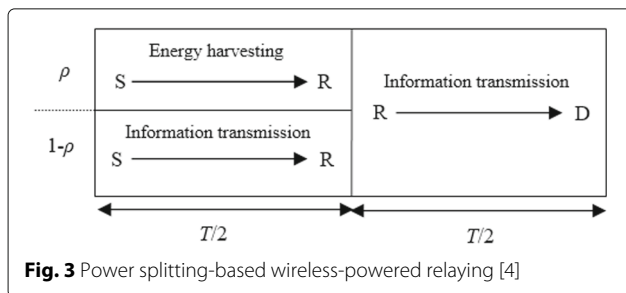 Energy harvesting
ρ
S R
Information transmission
R D
Information transmission
1-ρ
S R
T/2 T/2
Fig. 3 Power splitting-based wireless-powered relaying [4]